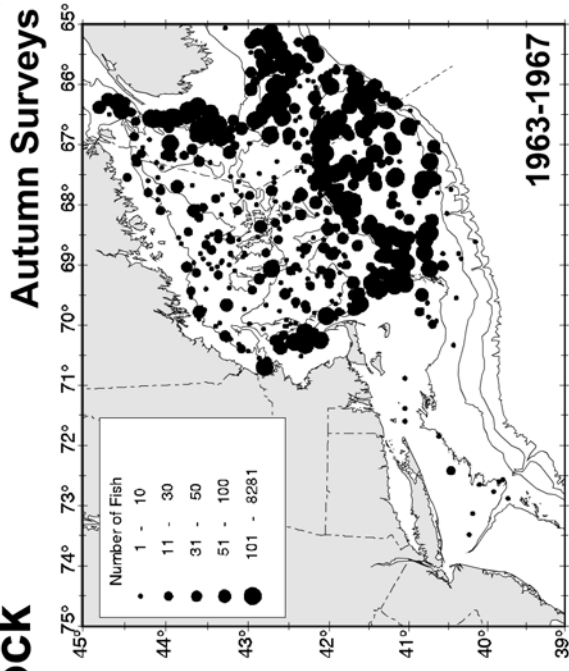 Autumn Surveys
ock
1963-1967
Number of Fish
1 - 10
11 - 30
31 - 50
51 - 100
101 - 8281
75° 74° 73° 72° 71° 70° 69° 68° 67° 66° 65°
45°
44°
43°
42°
41°
40°
39°